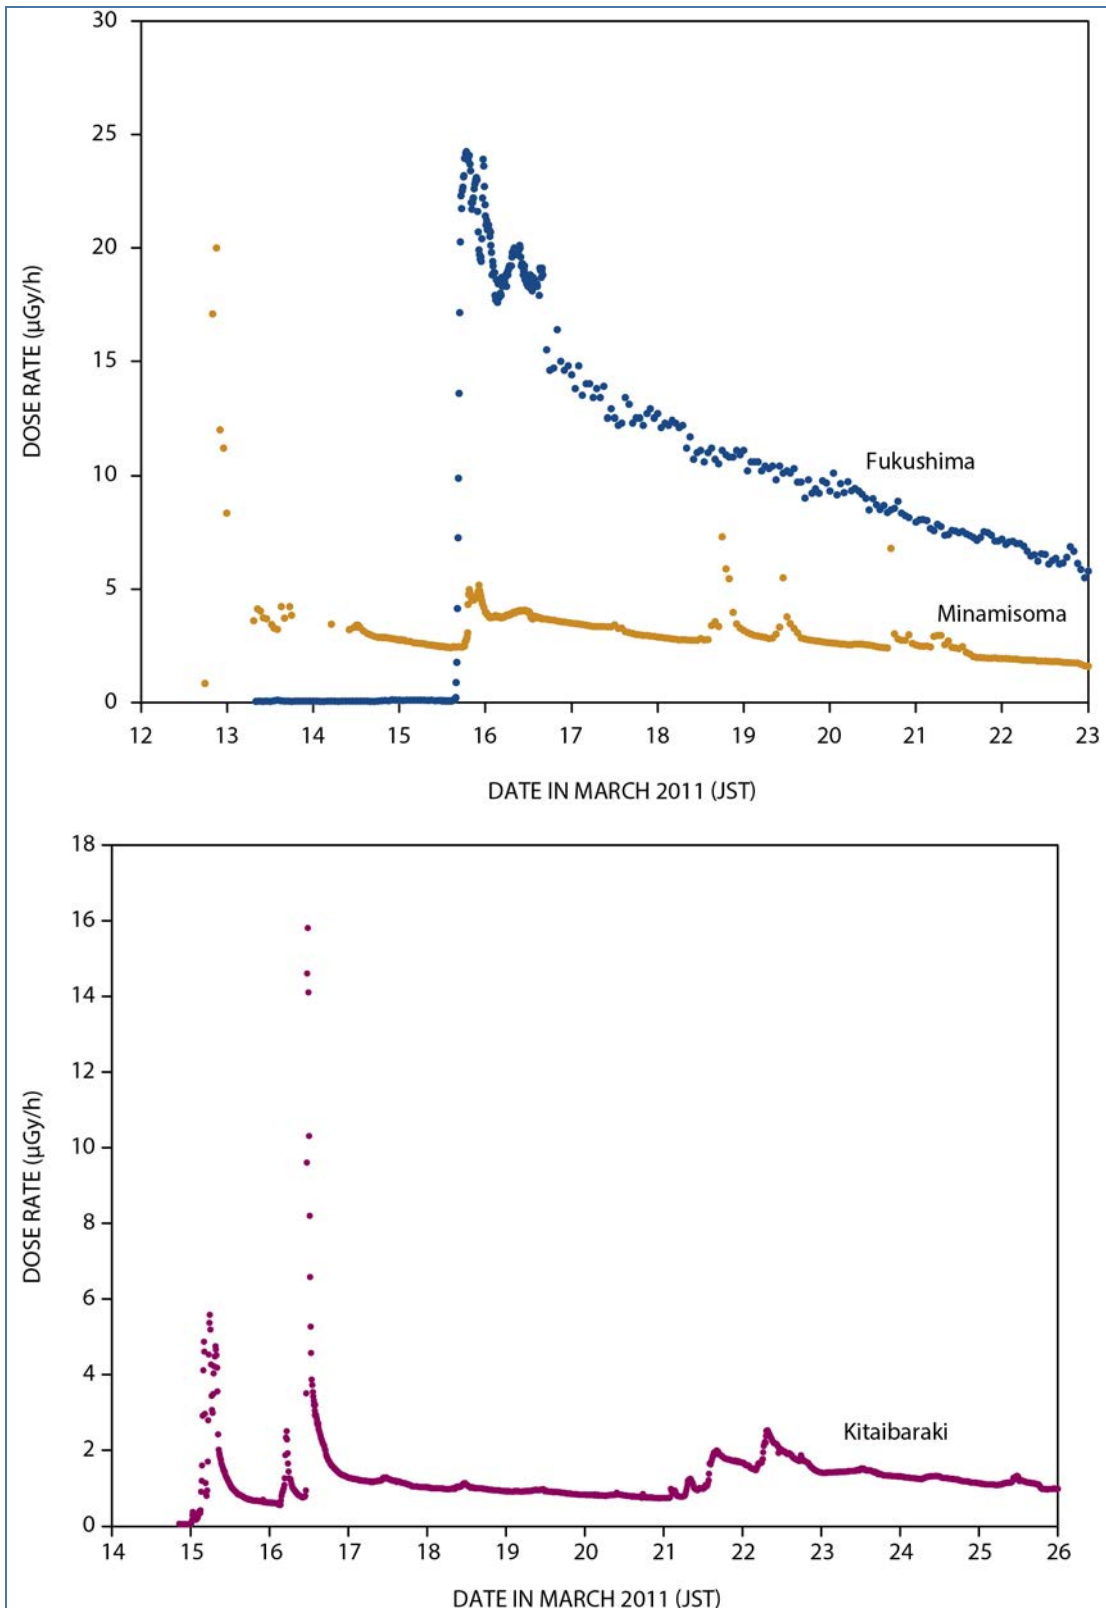 30
25
20
15
10
5
0
DOSE RATE (µGy/h)
Fukushima
Minamisoma
12 13 14 15 16 17 18 19 20 21 22 23
DATE IN MARCH 2011 (JST)
18
16
14
12
10
8
6
4
2
0
DOSE RATE (µGy/h)
Kitaibaraki
14 15 16 17 18 19 20 21 22 23 24 25 26
DATE IN MARCH 2011 (JST)